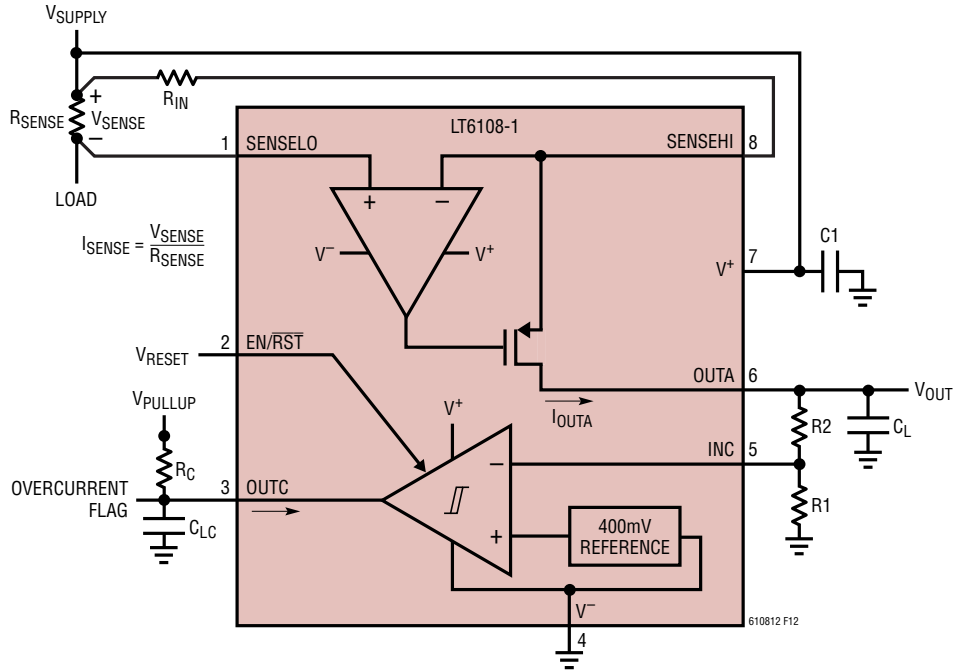 VSUPPLY
RIN
+
RSENSE
VSENSE
–
LT6108-1
1
SENSELO
SENSEHI
8
LOAD
+
–
ISENSE = VSENSE
RSENSE
V–
V+
C1
7
V+
2
EN/RST
VRESET
OUTA
6
VOUT
IOUTA
VPULLUP
V+
R2
CL
RC
INC
5
–
OVERCURRENT
FLAG
3
OUTC
R1
CLC
+
400mV
REFERENCE
V–
4
610812 F12